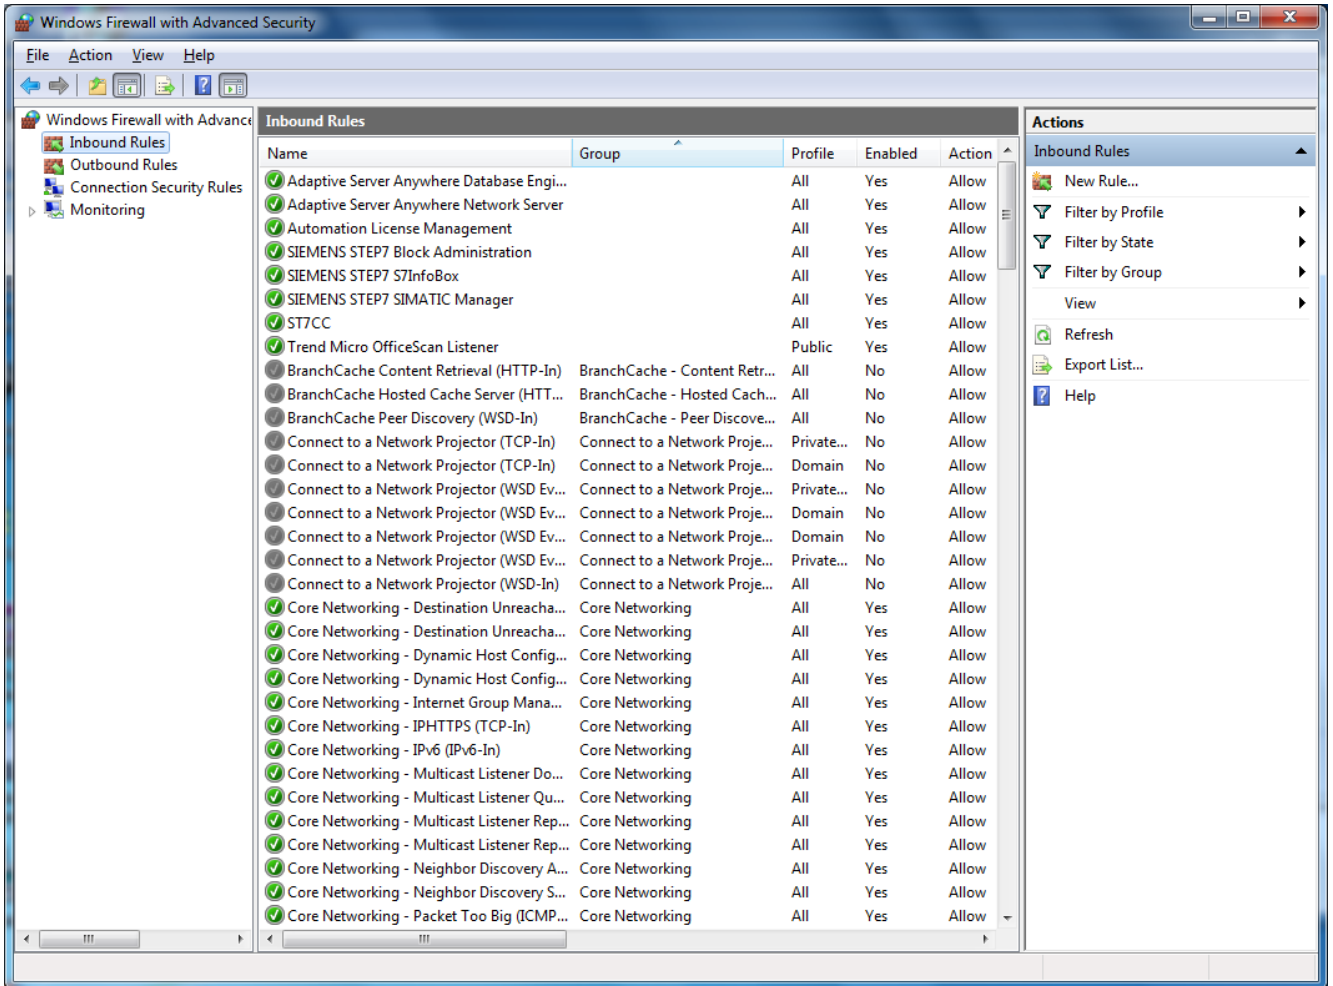 Windows Firewall with Advanced Security
File Action View Help
Windows Firewall with Advance
Inbound Rules
Outbound Rules
Connection Security Rules
Monitoring
Inbound Rules
Name Group Profile Enabled Action
Adaptive Server Anywhere Database Engi... All Yes Allow
Adaptive Server Anywhere Network Server All Yes Allow
Automation License Management All Yes Allow
SIEMENS STEP7 Block Administration All Yes Allow
SIEMENS STEP7 S7InfoBox All Yes Allow
SIEMENS STEP7 SIMATIC Manager All Yes Allow
ST7CC All Yes Allow
Trend Micro OfficeScan Listener Public Yes Allow
BranchCache Content Retrieval (HTTP-In) BranchCache - Content Retr... All No Allow
BranchCache Hosted Cache Server (HTT... BranchCache - Hosted Cach... All No Allow
BranchCache Peer Discovery (WSD-In) BranchCache - Peer Discove... All No Allow
Connect to a Network Projector (TCP-In) Connect to a Network Proje... Private... No Allow
Connect to a Network Projector (TCP-In) Connect to a Network Proje... Domain No Allow
Connect to a Network Projector (WSD Ev... Connect to a Network Proje... Private... No Allow
Connect to a Network Projector (WSD Ev... Connect to a Network Proje... Domain No Allow
Connect to a Network Projector (WSD Ev... Connect to a Network Proje... Domain No Allow
Connect to a Network Projector (WSD Ev... Connect to a Network Proje... Private... No Allow
Connect to a Network Projector (WSD-In) Connect to a Network Proje... All No Allow
Core Networking - Destination Unreacha... Core Networking All Yes Allow
Core Networking - Destination Unreacha... Core Networking All Yes Allow
Core Networking - Dynamic Host Config... Core Networking All Yes Allow
Core Networking - Dynamic Host Config... Core Networking All Yes Allow
Core Networking - Internet Group Mana... Core Networking All Yes Allow
Core Networking - IPHTTPS (TCP-In) Core Networking All Yes Allow
Core Networking - IPv6 (IPv6-In) Core Networking All Yes Allow
Core Networking - Multicast Listener Do... Core Networking All Yes Allow
Core Networking - Multicast Listener Qu... Core Networking All Yes Allow
Core Networking - Multicast Listener Rep... Core Networking All Yes Allow
Core Networking - Multicast Listener Rep... Core Networking All Yes Allow
Core Networking - Neighbor Discovery A... Core Networking All Yes Allow
Core Networking - Neighbor Discovery S... Core Networking All Yes Allow
Core Networking - Packet Too Big (ICMP... Core Networking All Yes Allow
Actions
Inbound Rules
New Rule...
Filter by Profile
Filter by State
Filter by Group
View
Refresh
Export List...
Help